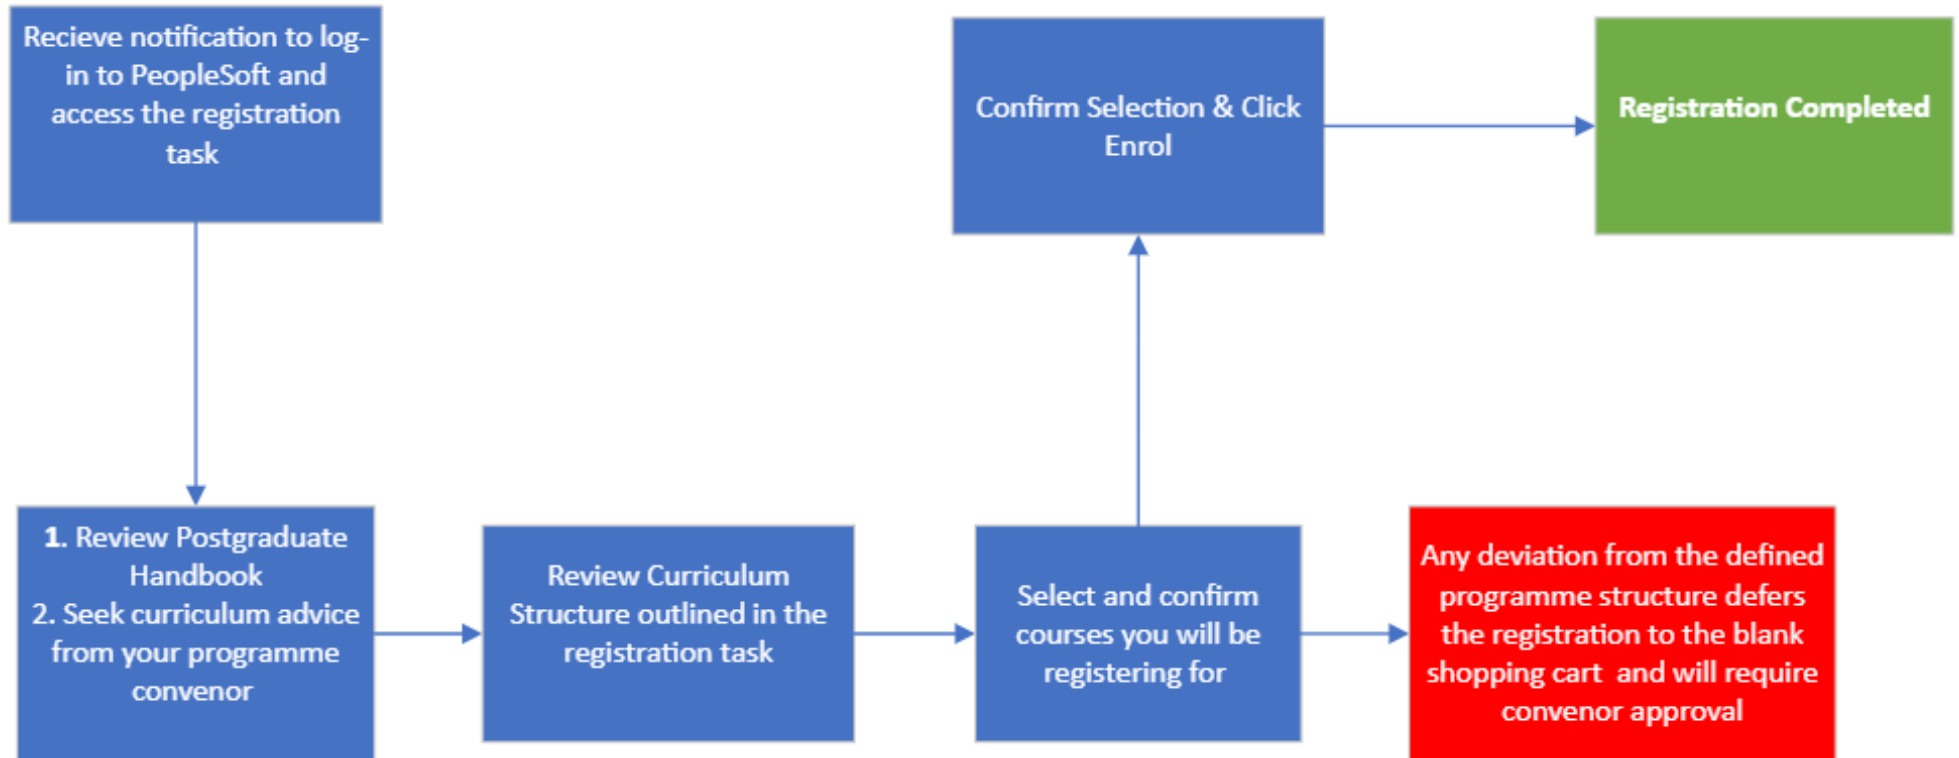 Recieve notification to log-
in to PeopleSoft and
access the registration
task
1. Review Postgraduate
Handbook
2. Seek curriculum advice
from your programme
convenor
Review Curriculum
Structure outlined in the
registration task
Select and confirm
courses you will be
registering for
Confirm Selection & Click
Enrol
Registration Completed
Any deviation from the defined
programme structure defers
the registration to the blank
shopping cart and will require
convenor approval